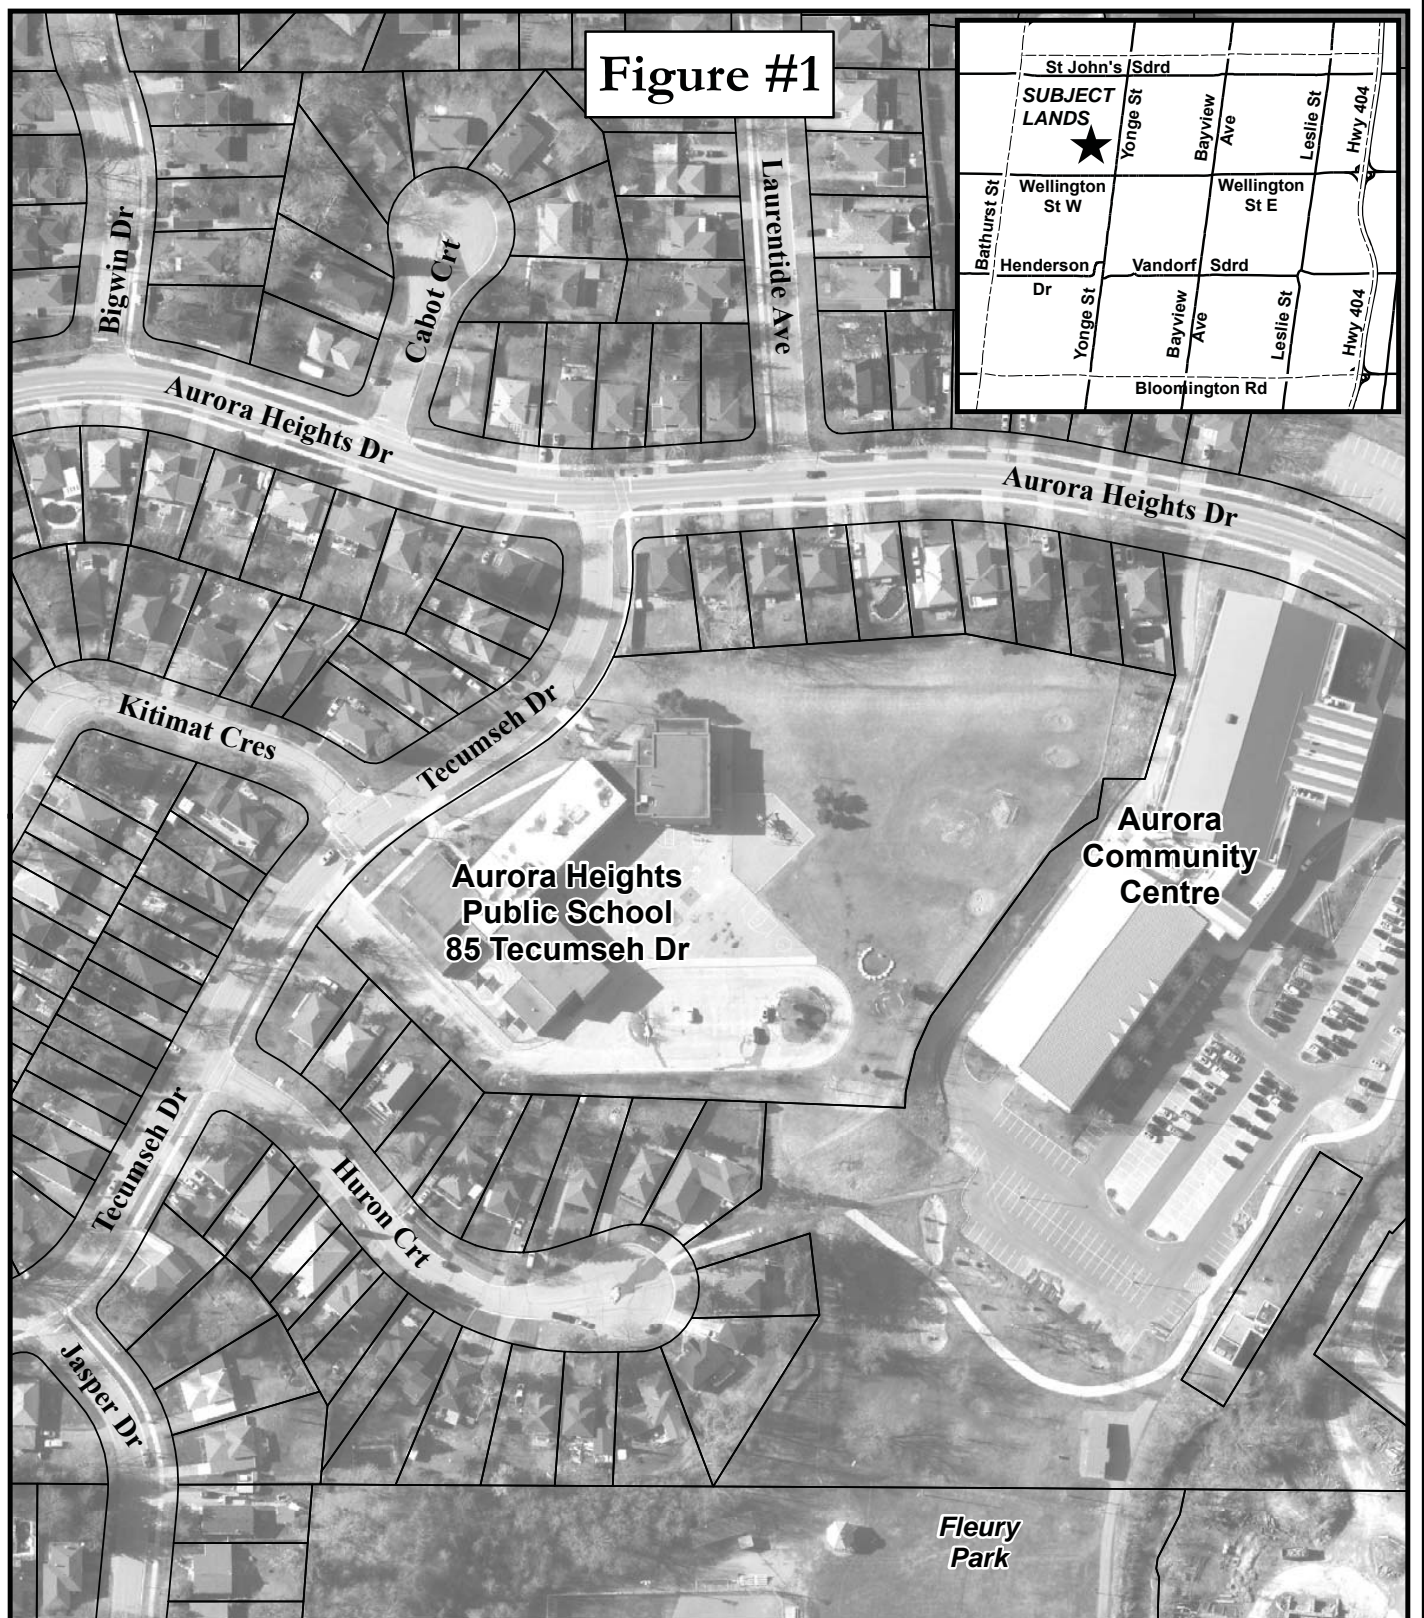 Figure #1
St John's Sdrd
SUBJECT
LANDS
Yonge St
Bayview
Ave
Leslie St
Hwy 404
Bathurst St
Wellington
St W
Wellington
St E
Henderson
Dr
Vandorf Sdrd
Yonge St
Bayview
Ave
Leslie St
Hwy 404
Bloomington Rd
Bigwin Dr
Cabot Crt
Laurentide Ave
Aurora Heights Dr
Aurora Heights Dr
Kitimat Cres
Tecumseh Dr
Aurora
Community
Centre
Aurora Heights
Public School
85 Tecumseh Dr
Tecumseh Dr
Huron Crt
Jasper Dr
Fleury
Park